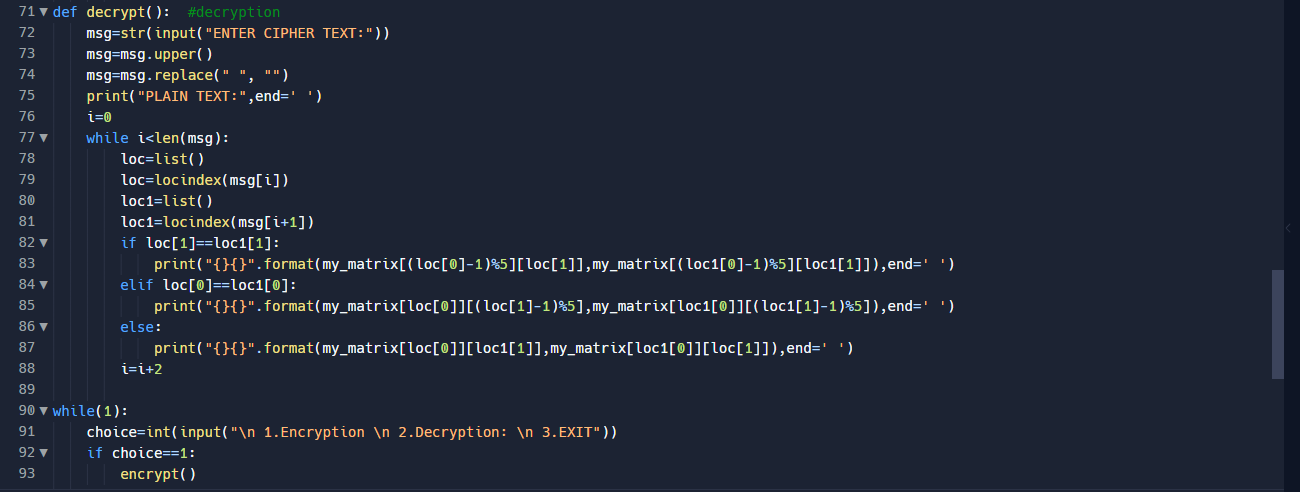 71 def decrypt():  #decryption
72     msg=str(input("ENTER CIPHER TEXT:"))
73     msg=msg.upper()
74     msg=msg.replace(" ", "")
75     print("PLAIN TEXT:",end=' ')
76     i=0
77     while i<len(msg):
78         loc=list()
79         loc=locindex(msg[i])
80         loc1=list()
81         loc1=locindex(msg[i+1])
82         if loc[1]==loc1[1]:
83             print("{}{}".format(my_matrix[(loc[0]-1)%5][loc[1]],my_matrix[(loc1[0]-1)%5][loc1[1]]),end=' ')
84         elif loc[0]==loc1[0]:
85             print("{}{}".format(my_matrix[loc[0]][(loc[1]-1)%5],my_matrix[loc1[0]][(loc1[1]-1)%5]),end=' ')
86         else:
87             print("{}{}".format(my_matrix[loc[0]][loc1[1]],my_matrix[loc1[0]][loc[1]]),end=' ')
88         i=i+2
89
90 while(1):
91     choice=int(input("\n 1.Encryption \n 2.Decryption: \n 3.EXIT"))
92     if choice==1:
93         encrypt()